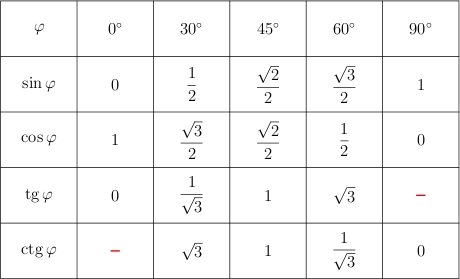 φ 0° 30° 45° 60° 90°
sin φ 0 1/2 √2/2 √3/2 1
cos φ 1 √3/2 √2/2 1/2 0
tg φ 0 1/√3 1 √3 −
ctg φ − √3 1 1/√3 0